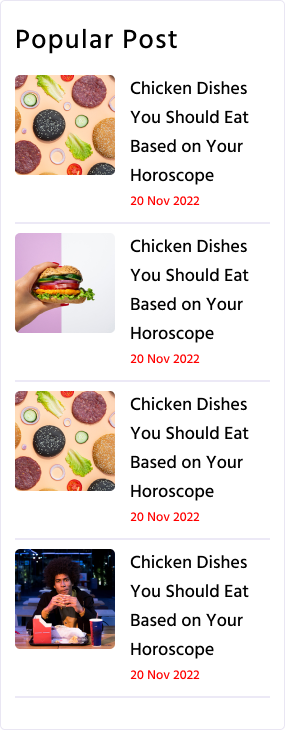 Popular Post
Chicken Dishes
You Should Eat
Based on Your
Horoscope
20 Nov 2022
Chicken Dishes
You Should Eat
Based on Your
Horoscope
20 Nov 2022
Chicken Dishes
You Should Eat
Based on Your
Horoscope
20 Nov 2022
Chicken Dishes
You Should Eat
Based on Your
Horoscope
20 Nov 2022